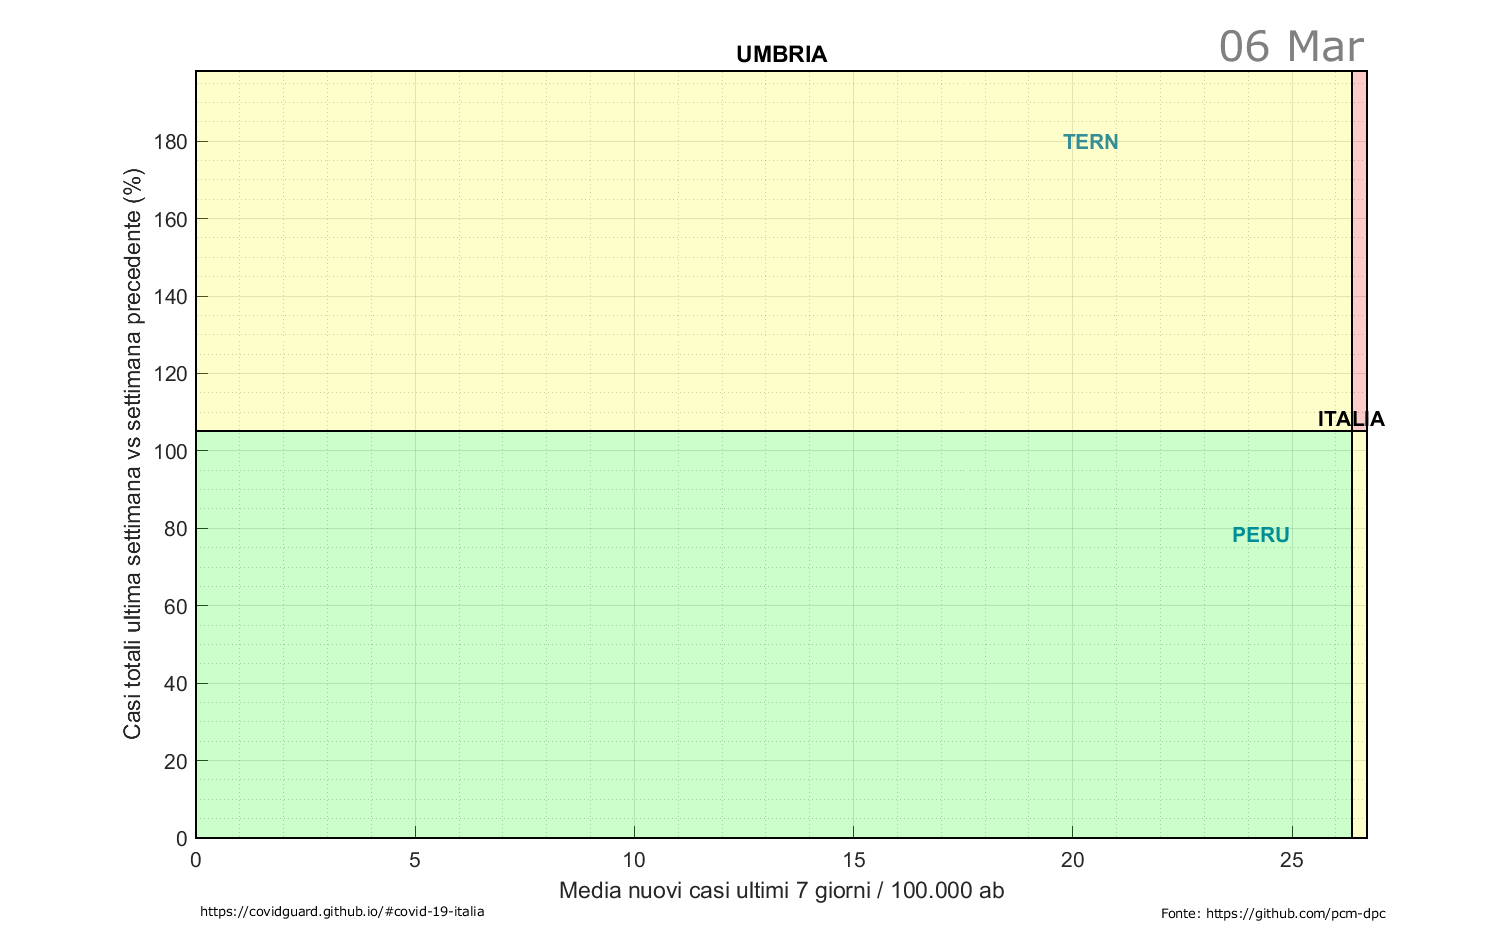 06 Mar
UMBRIA
Casi totali ultima settimana vs settimana precedente (%)
180
160
140
120
100
80
60
40
20
0
TERN
ITALIA
PERU
0 5 10 15 20 25
Media nuovi casi ultimi 7 giorni / 100.000 ab
https://covidguard.github.io/#covid-19-italia
Fonte: https://github.com/pcm-dpc